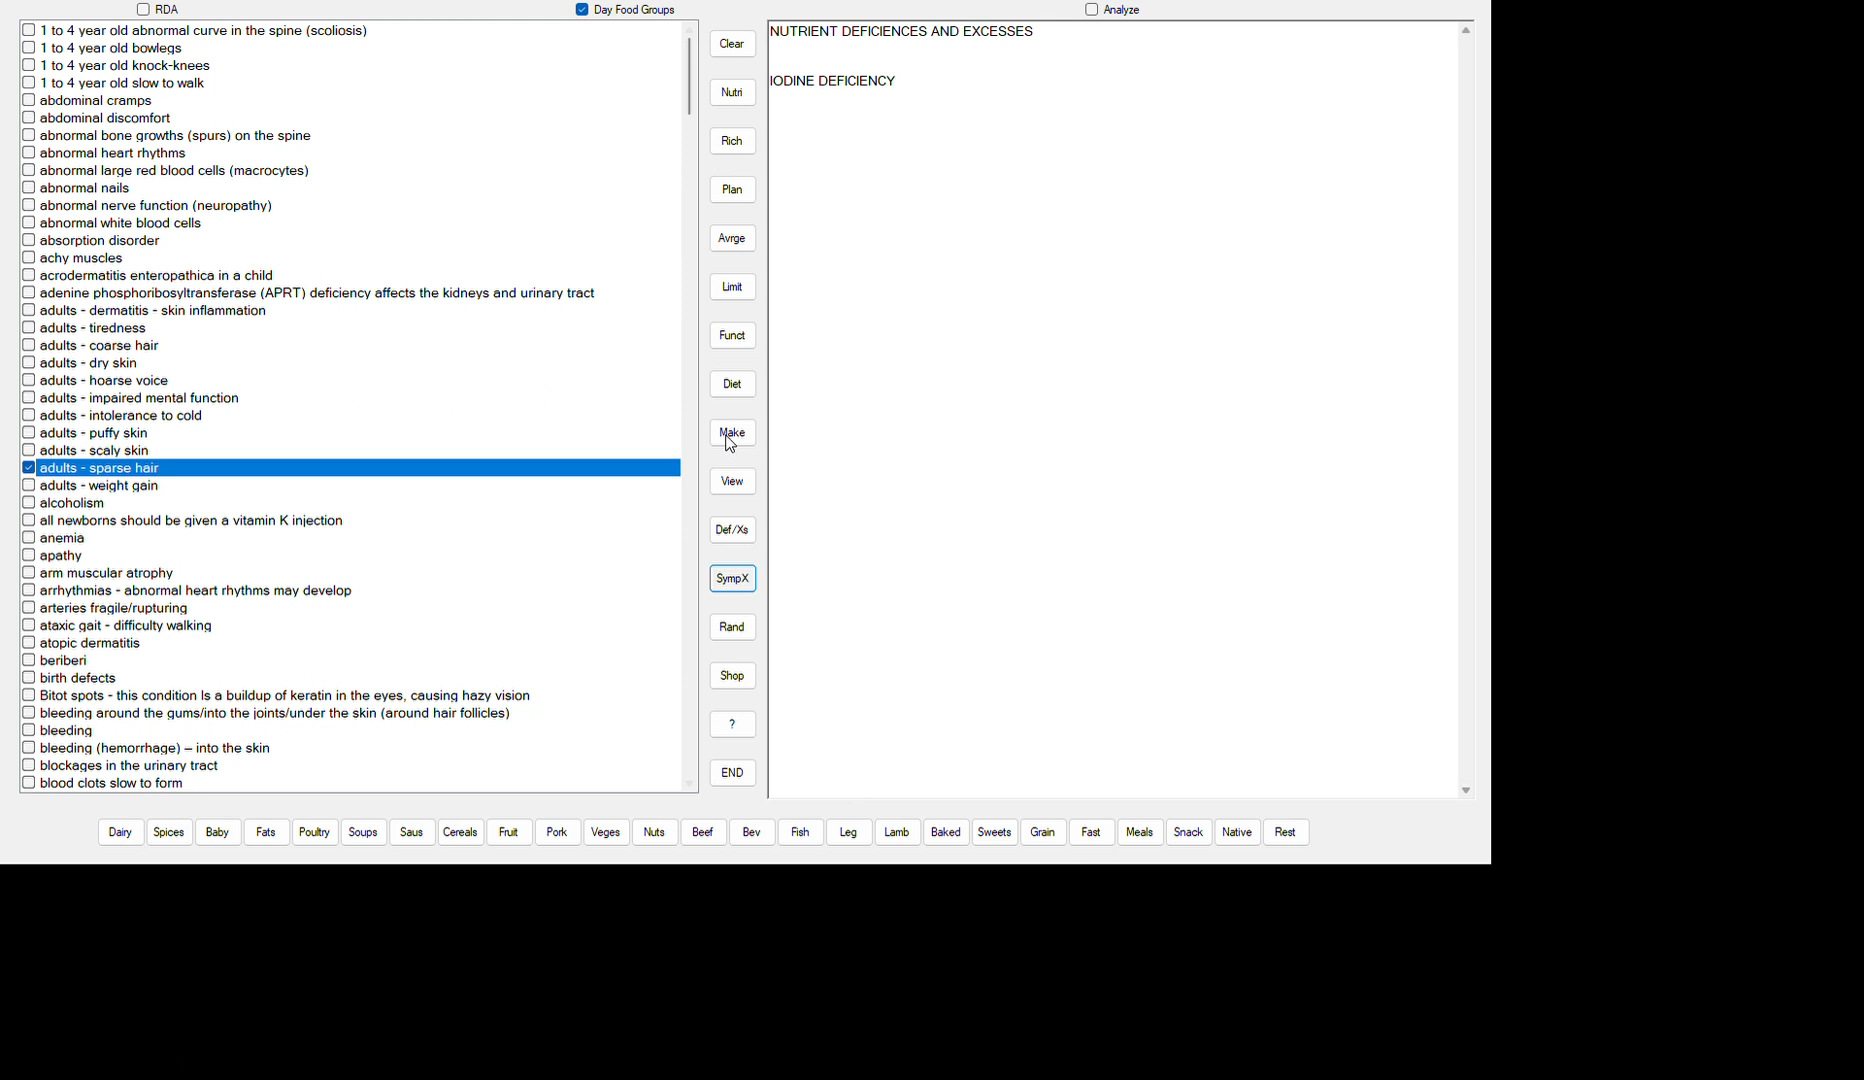 RDA
Day Food Groups
Analyze
1 to 4 year old abnormal curve in the spine (scoliosis)
1 to 4 year old bowlegs
1 to 4 year old knock-knees
1 to 4 year old slow to walk
abdominal cramps
abdominal discomfort
abnormal bone growths (spurs) on the spine
abnormal heart rhythms
abnormal large red blood cells (macrocytes)
abnormal nails
abnormal nerve function (neuropathy)
abnormal white blood cells
absorption disorder
achy muscles
acrodermatitis enteropathica in a child
adenine phosphoribosyltransferase (APRT) deficiency affects the kidneys and urinary tract
adults - dermatitis - skin inflammation
adults - tiredness
adults - coarse hair
adults - dry skin
adults - hoarse voice
adults - impaired mental function
adults - intolerance to cold
adults - puffy skin
adults - scaly skin
adults - sparse hair
adults - weight gain
alcoholism
all newborns should be given a vitamin K injection
anemia
apathy
arm muscular atrophy
arrhythmias - abnormal heart rhythms may develop
arteries fragile/rupturing
ataxic gait - difficulty walking
atopic dermatitis
beriberi
birth defects
Bitot spots - this condition Is a buildup of keratin in the eyes, causing hazy vision
bleeding around the gums/into the joints/under the skin (around hair follicles)
bleeding
bleeding (hemorrhage) – into the skin
blockages in the urinary tract
blood clots slow to form
Clear
Nutri
Rich
Plan
Avrge
Limit
Funct
Diet
Make
View
Def/Xs
SympX
Rand
Shop
?
END
NUTRIENT DEFICIENCES AND EXCESSES
IODINE DEFICIENCY
Dairy
Spices
Baby
Fats
Poultry
Soups
Saus
Cereals
Fruit
Pork
Veges
Nuts
Beef
Bev
Fish
Leg
Lamb
Baked
Sweets
Grain
Fast
Meals
Snack
Native
Rest